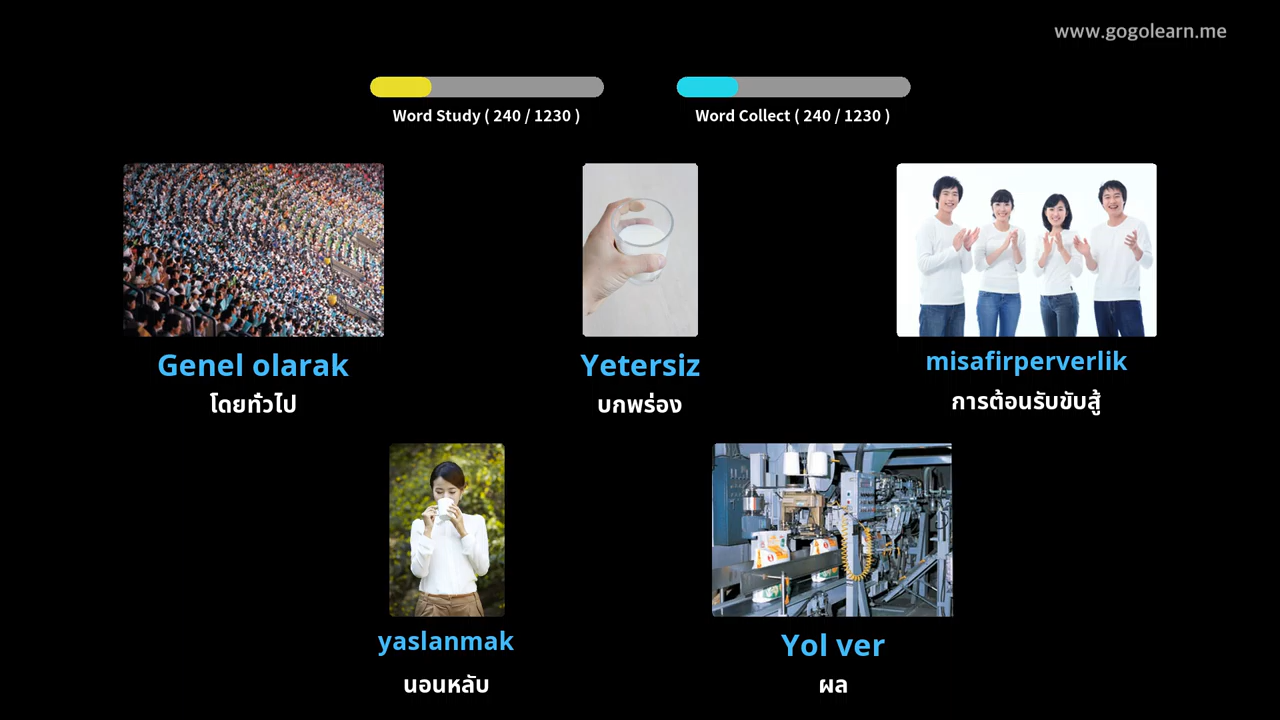 www.gogolearn.me
Word Study ( 240 / 1230 )
Word Collect ( 240 / 1230 )
Genel olarak
โดยทั่วไป
Yetersiz
บกพร่อง
misafirperverlik
การต้อนรับขับสู้
yaslanmak
นอนหลับ
Yol ver
ผล